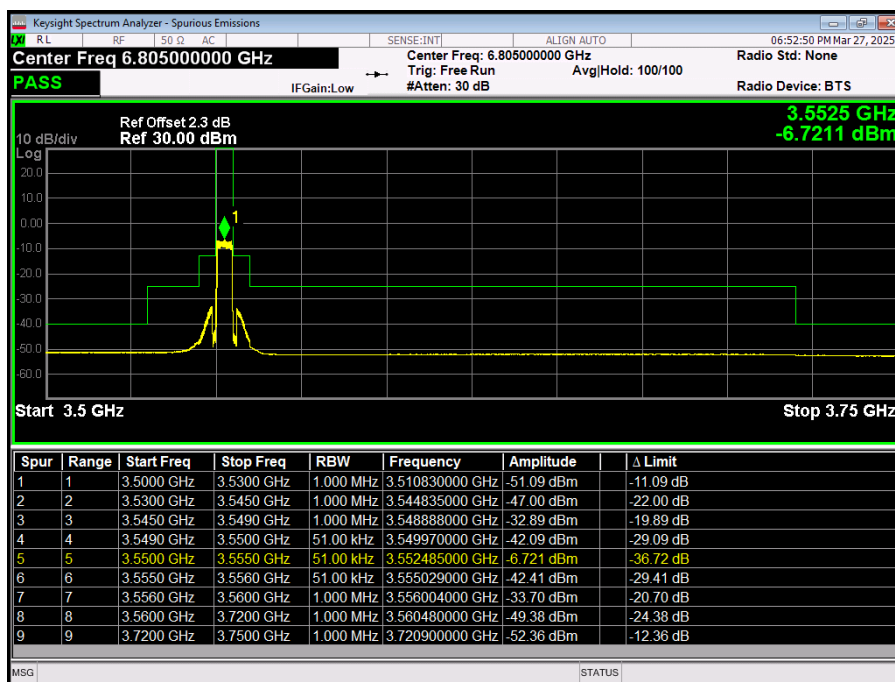 Keysight Spectrum Analyzer - Spurious Emissions
LXI RL RF 50 Ω AC SENSE:INT ALIGN AUTO 06:52:50 PM Mar 27, 2025
Center Freq 6.805000000 GHz Center Freq: 6.805000000 GHz Radio Std: None
Trig: Free Run Avg|Hold: 100/100
PASS IFGain:Low #Atten: 30 dB Radio Device: BTS
3.5525 GHz
-6.7211 dBm
Ref Offset 2.3 dB
10 dB/div Ref 30.00 dBm
Log
20.0
10.0
0.00
1
-10.0
-20.0
-30.0
-40.0
-50.0
-60.0
Start 3.5 GHz Stop 3.75 GHz
Spur Range Start Freq Stop Freq RBW Frequency Amplitude Δ Limit
1 1 3.5000 GHz 3.5300 GHz 1.000 MHz 3.510830000 GHz -51.09 dBm -11.09 dB
2 2 3.5300 GHz 3.5450 GHz 1.000 MHz 3.544835000 GHz -47.00 dBm -22.00 dB
3 3 3.5450 GHz 3.5490 GHz 1.000 MHz 3.548888000 GHz -32.89 dBm -19.89 dB
4 4 3.5490 GHz 3.5500 GHz 51.00 kHz 3.549970000 GHz -42.09 dBm -29.09 dB
5 5 3.5500 GHz 3.5550 GHz 51.00 kHz 3.552485000 GHz -6.721 dBm -36.72 dB
6 6 3.5550 GHz 3.5560 GHz 51.00 kHz 3.555029000 GHz -42.41 dBm -29.41 dB
7 7 3.5560 GHz 3.5600 GHz 1.000 MHz 3.556004000 GHz -33.70 dBm -20.70 dB
8 8 3.5600 GHz 3.7200 GHz 1.000 MHz 3.560480000 GHz -49.38 dBm -24.38 dB
9 9 3.7200 GHz 3.7500 GHz 1.000 MHz 3.720900000 GHz -52.36 dBm -12.36 dB
MSG STATUS